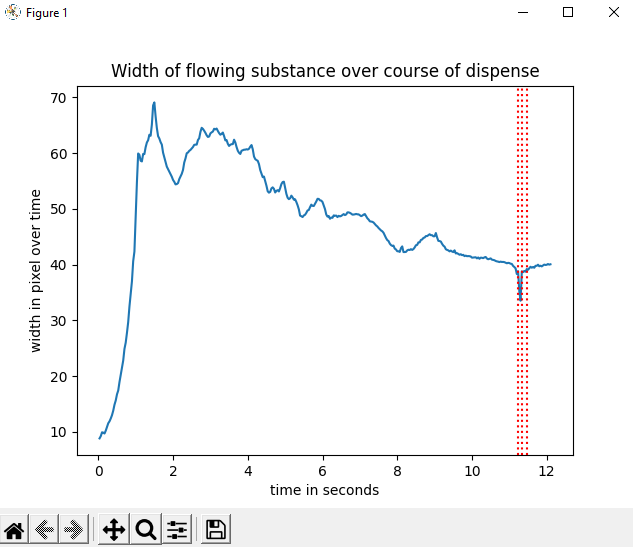 Figure 1
Width of flowing substance over course of dispense
70
60
50
40
30
20
10
width in pixel over time
0 2 4 6 8 10 12
time in seconds